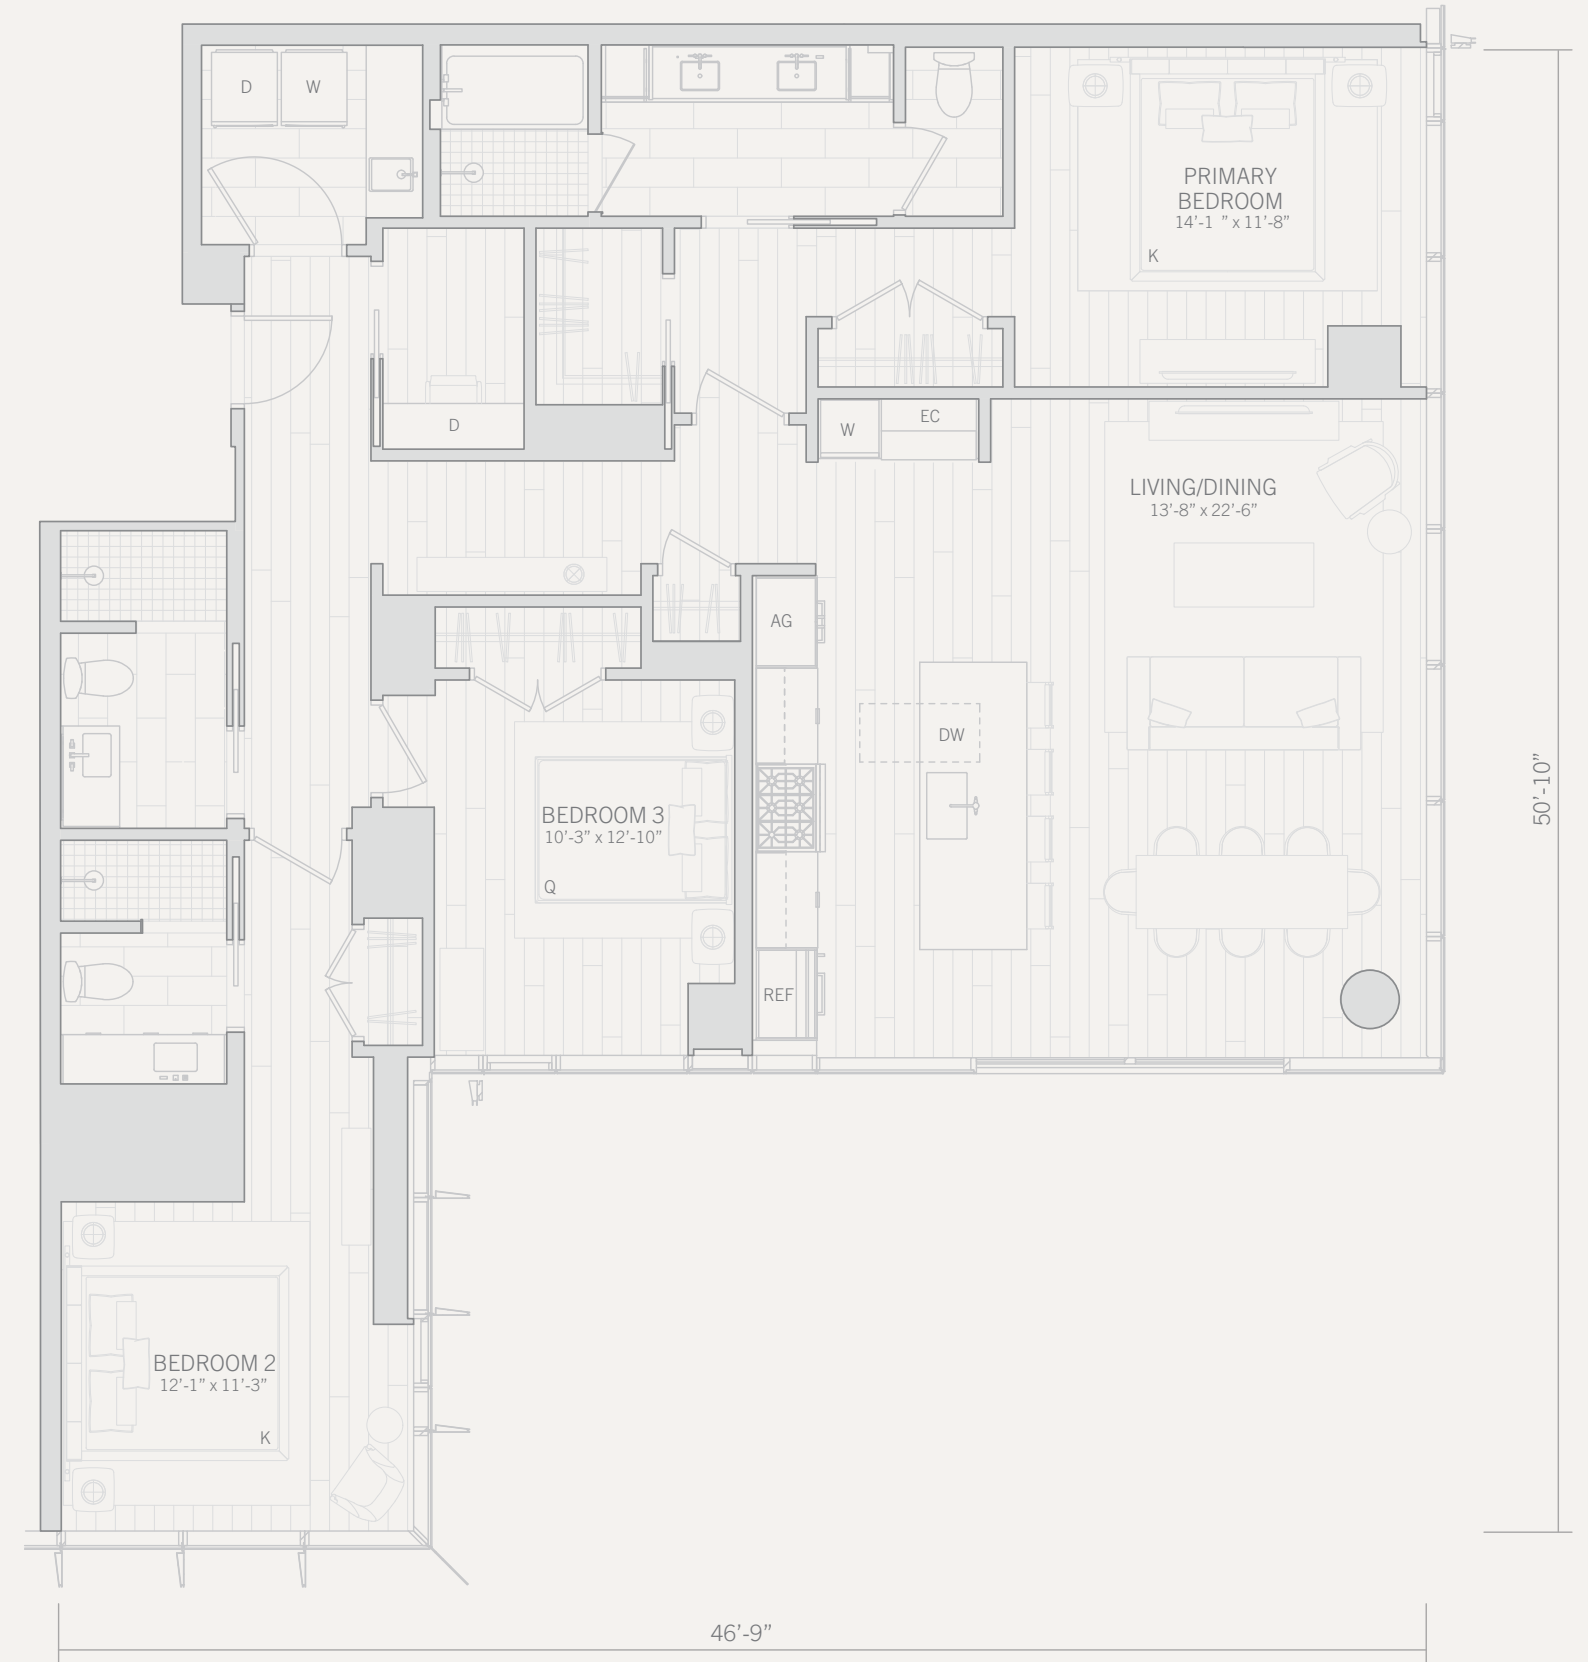 D
W
PRIMARY
BEDROOM
14'-1 ” x 11'-8”
K
D
W
EC
LIVING/DINING
13'-8” x 22'-6”
AG
DW
BEDROOM 3
10'-3” x 12'-10”
Q
REF
50'-10”
BEDROOM 2
12'-1” x 11'-3”
K
46'-9”